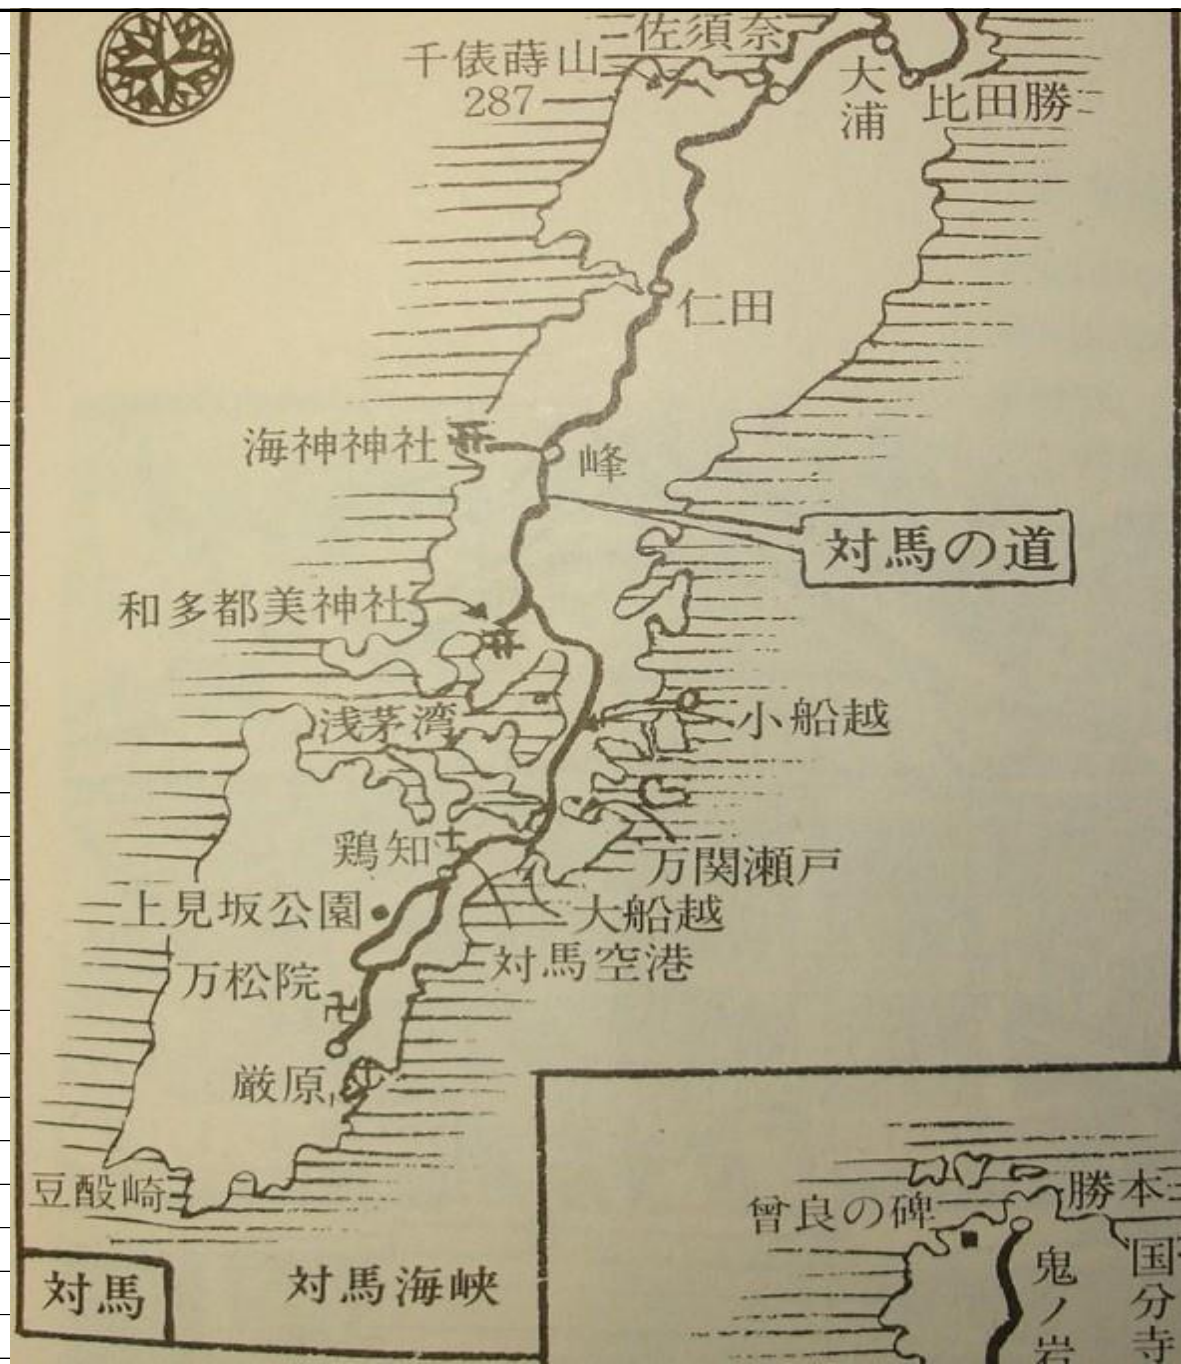 佐須奈
千俵蒔山
287
大浦
比田勝
仁田
海神神社
峰
対馬の道
和多都美神社
浅茅湾
小船越
鶏知
万関瀬戸
上見坂公園
大船越
対馬空港
万松院
厳原
豆酘崎
対馬
対馬海峡
曾良の碑
勝本
鬼ノ岩
国分寺